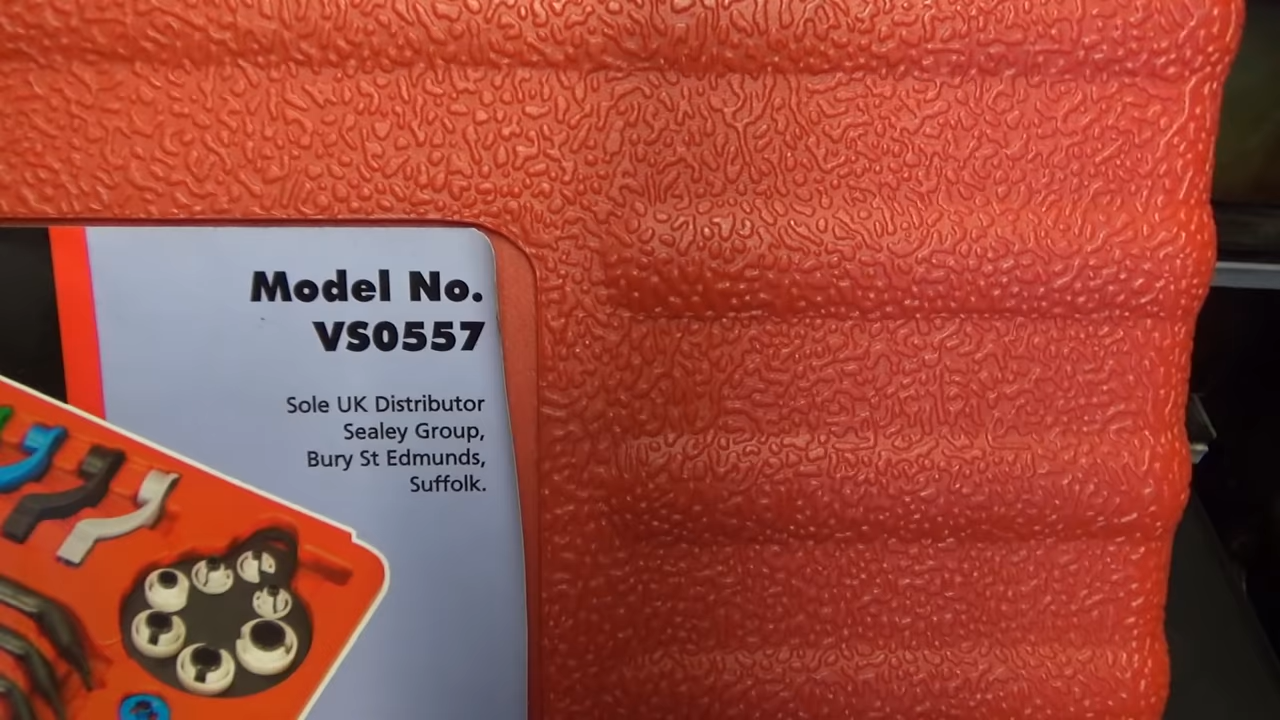 Model No.
VS0557
Sole UK Distributor
Sealey Group,
Bury St Edmunds,
Suffolk.